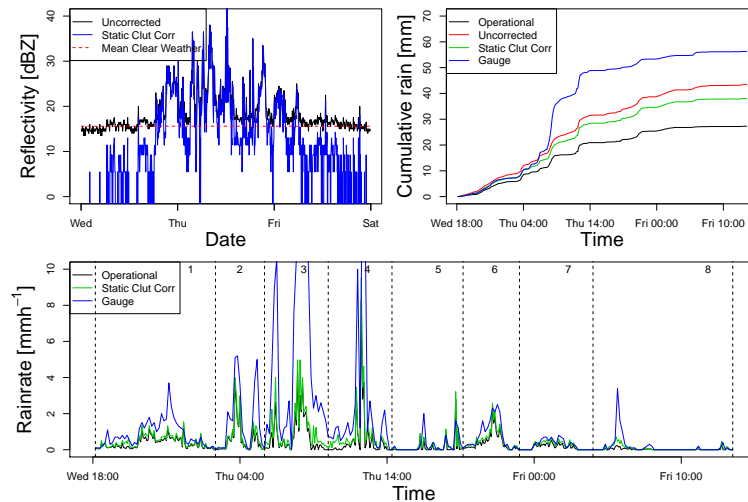 Uncorrected
Static Clut Corr
Mean Clear Weather
Reflectivity [dBZ]
40
30
20
10
0
Wed Thu Fri Sat
Date
Operational
Uncorrected
Static Clut Corr
Gauge
Cumulative rain [mm]
70
60
50
40
30
20
10
0
Wed 18:00 Thu 04:00 Thu 14:00 Fri 00:00 Fri 10:00
Time
Operational
Static Clut Corr
Gauge
1 2 3 4 5 6 7 8
Rainrate [mmh⁻¹]
10
8
6
4
2
0
Wed 18:00 Thu 04:00 Thu 14:00 Fri 00:00 Fri 10:00
Time